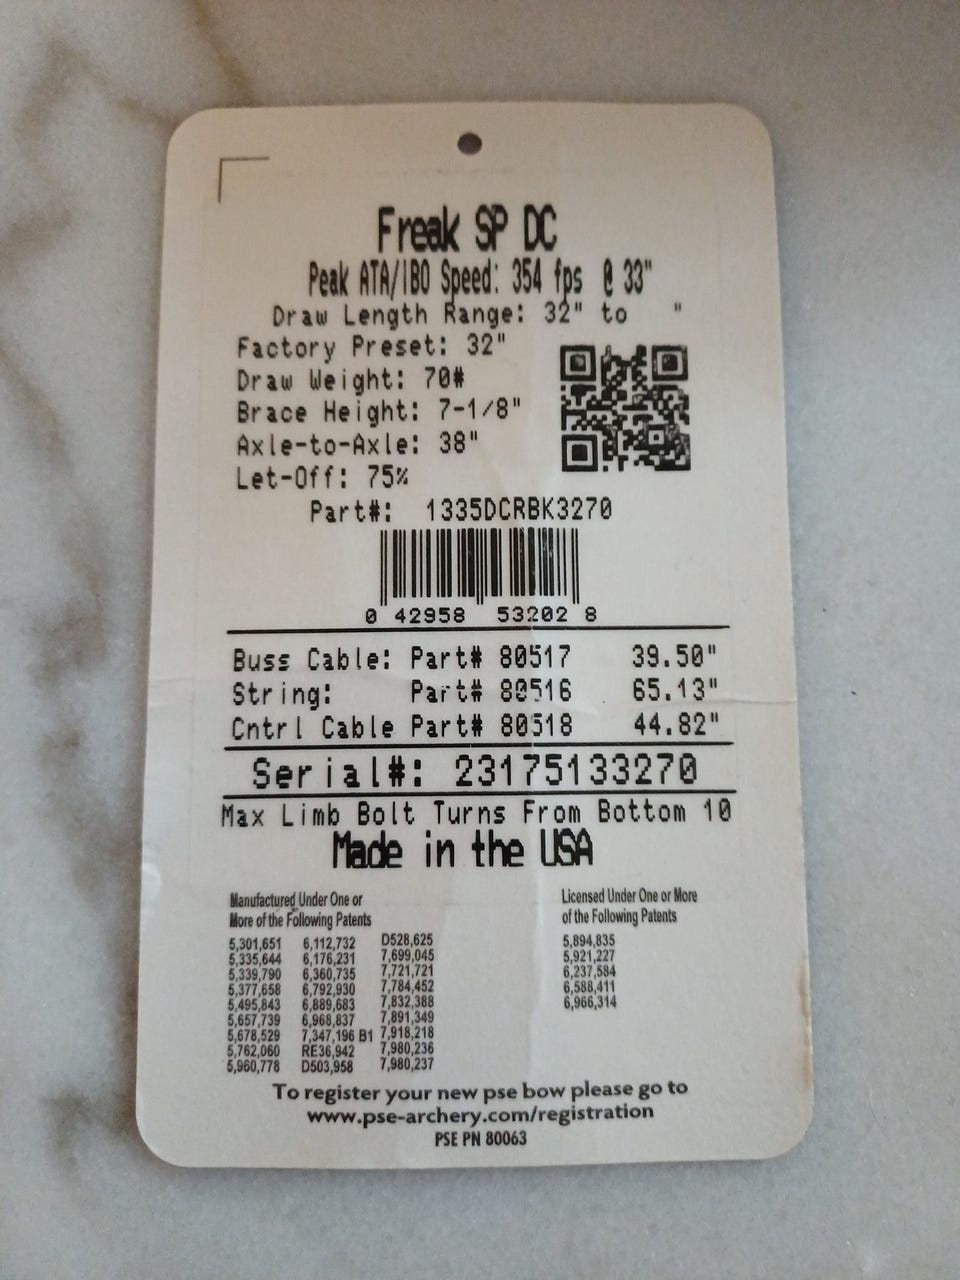 Freak SP DC
Peak ATA/IBO Speed: 354 fps @ 33"
Draw Length Range: 32" to "
Factory Preset: 32"
Draw Weight: 70#
Brace Height: 7-1/8"
Axle-to-Axle: 38"
Let-Off: 75%
Part#: 1335DCRBK3270
0 42958 53202 8
Buss Cable: Part# 80517 39.50"
String: Part# 80516 65.13"
Cntrl Cable Part# 80518 44.82"
Serial#: 23175133270
Max Limb Bolt Turns From Bottom 10
Made in the USA
Manufactured Under One or
More of the Following Patents
5,301,651 6,112,732 D528,625
5,335,644 6,176,231 7,699,045
5,339,790 6,360,735 7,721,721
5,377,658 6,792,930 7,784,452
5,495,843 6,889,683 7,832,388
5,657,739 6,968,837 7,891,349
5,678,529 7,347,196 B1 7,918,218
5,762,060 RE36,942 7,980,236
5,960,778 D503,958 7,980,237
Licensed Under One or More
of the Following Patents
5,894,835
5,921,227
6,237,584
6,588,411
6,966,314
To register your new pse bow please go to
www.pse-archery.com/registration
PSE PN 80063